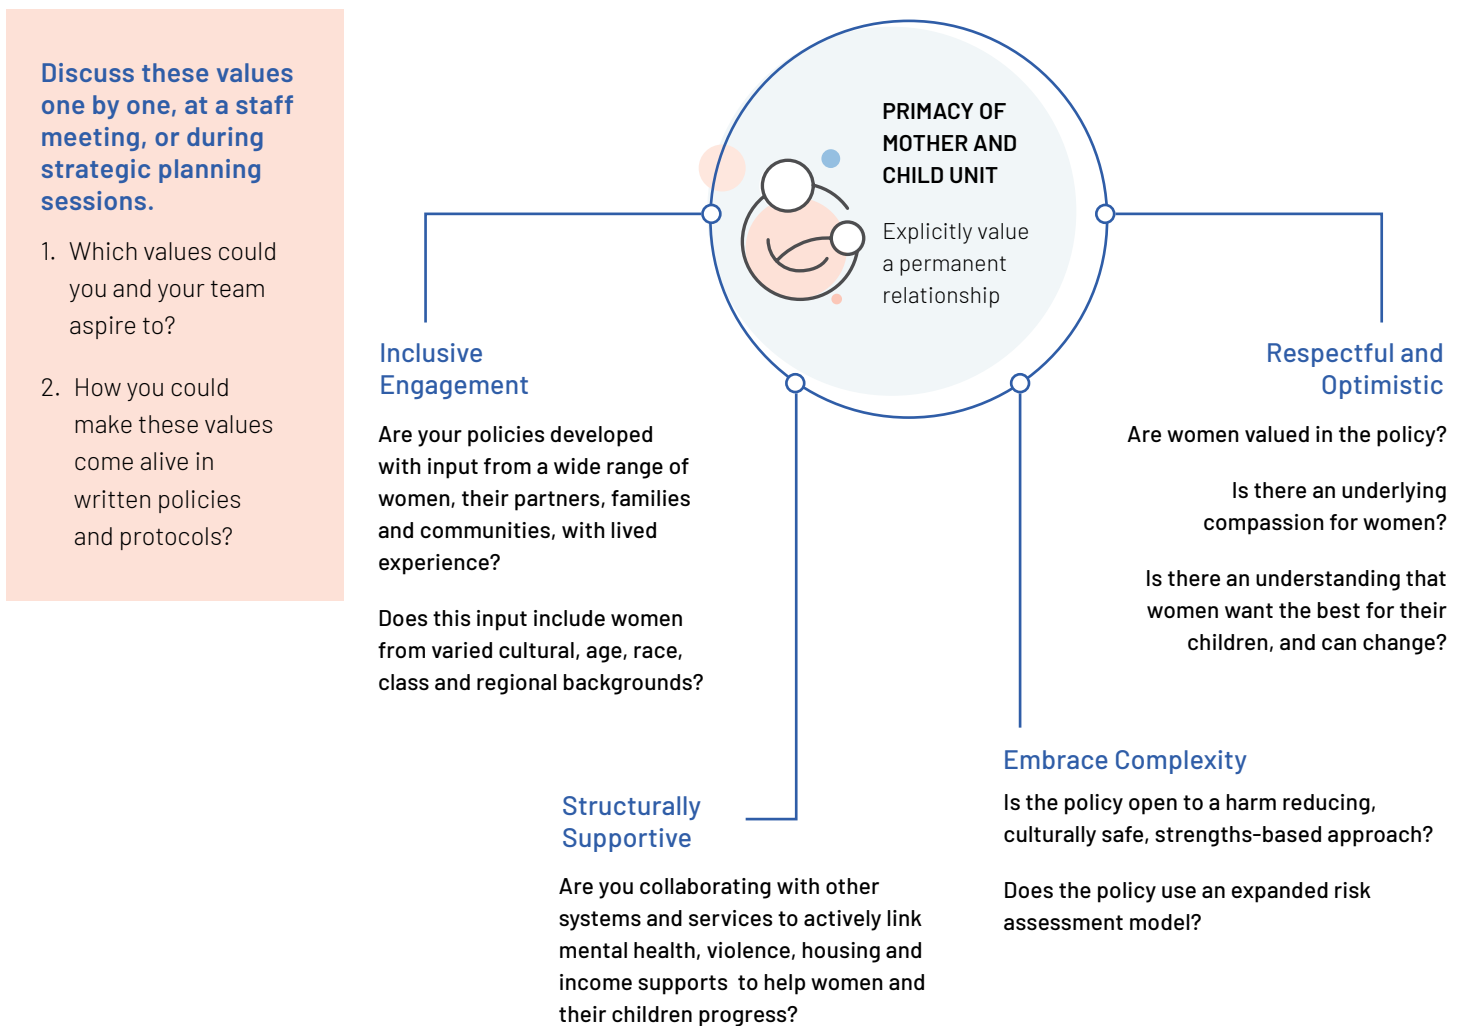 Discuss these values
one by one, at a staff
meeting, or during
strategic planning
sessions.
1. Which values could
you and your team
aspire to?
2. How you could
make these values
come alive in
written policies
and protocols?
PRIMACY OF
MOTHER AND
CHILD UNIT
Explicitly value
a permanent
relationship
Inclusive
Engagement
Are your policies developed
with input from a wide range of
women, their partners, families
and communities, with lived
experience?
Does this input include women
from varied cultural, age, race,
class and regional backgrounds?
Structurally
Supportive
Are you collaborating with other
systems and services to actively link
mental health, violence, housing and
income supports to help women and
their children progress?
Embrace Complexity
Is the policy open to a harm reducing,
culturally safe, strengths-based approach?
Does the policy use an expanded risk
assessment model?
Respectful and
Optimistic
Are women valued in the policy?
Is there an underlying
compassion for women?
Is there an understanding that
women want the best for their
children, and can change?